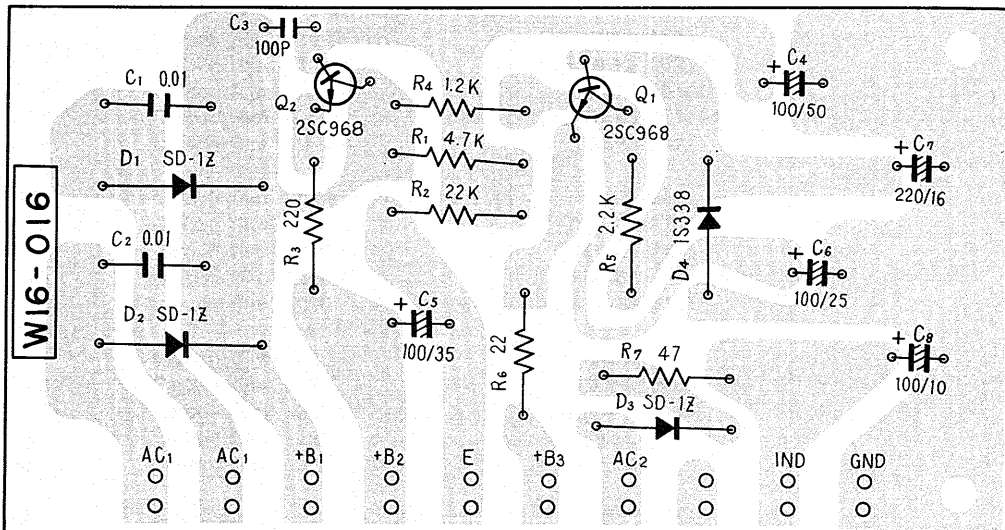 C3
100P
C1 0.01
Q2
2SC968
R4 1.2K
Q1
2SC968
+ C4
100/50
D1 SD-1Z
R1 4.7K
+ C7
220/16
R2 22K
R3 220
R5 2.2K
D4 1S338
W16-016
C2 0.01
+ C6
100/25
+ C5
100/35
D2 SD-1Z
R6 22
+ C8
100/10
R7 47
D3 SD-1Z
AC1 AC1 +B1 +B2 E +B3 AC2 IND GND